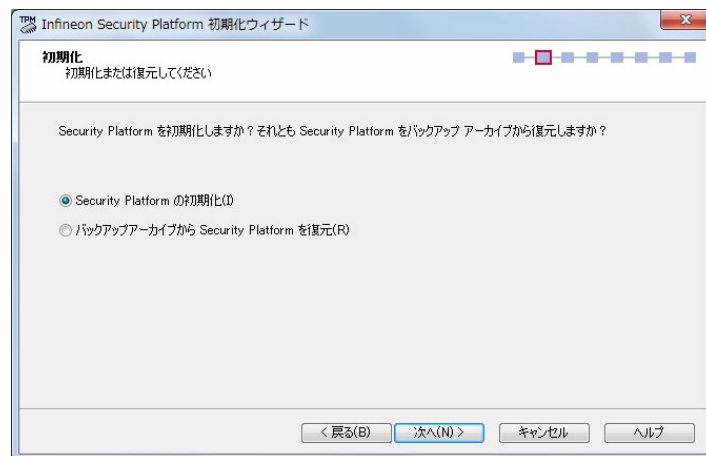 TPM Infineon Security Platform 初期化ウィザード
初期化
初期化または復元してください
Security Platform を初期化しますか？それとも Security Platform をバックアップ アーカイブから復元しますか？
Security Platform の初期化(I)
バックアップアーカイブから Security Platform を復元(R)
< 戻る(B) 次へ(N) > キャンセル ヘルプ